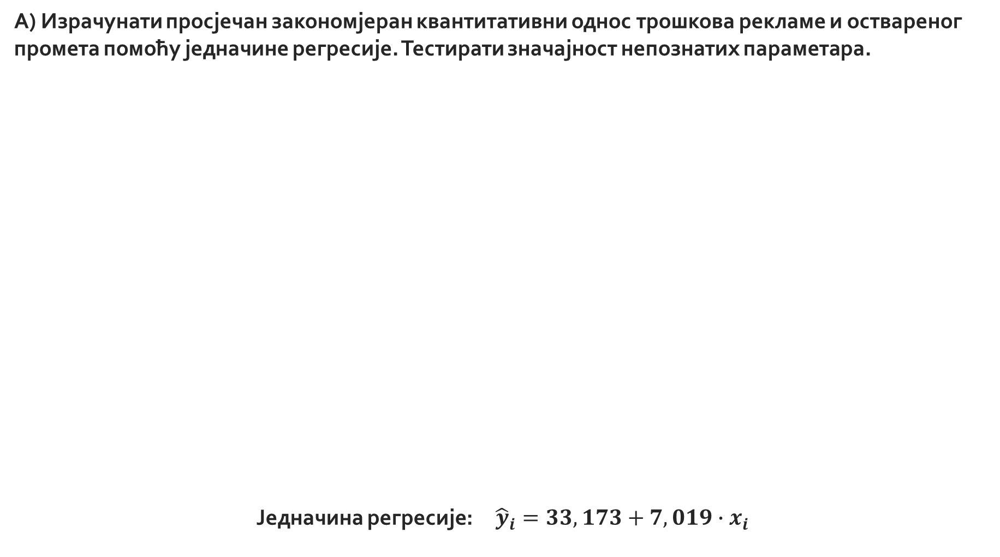 А) Израчунати просјечан закономјеран квантитативни однос трошкова рекламе и оствареног
промета помоћу једначине регресије. Тестирати значајност непознатих параметара.
Једначина регресије: ŷᵢ = 33,173 + 7,019 · xᵢ